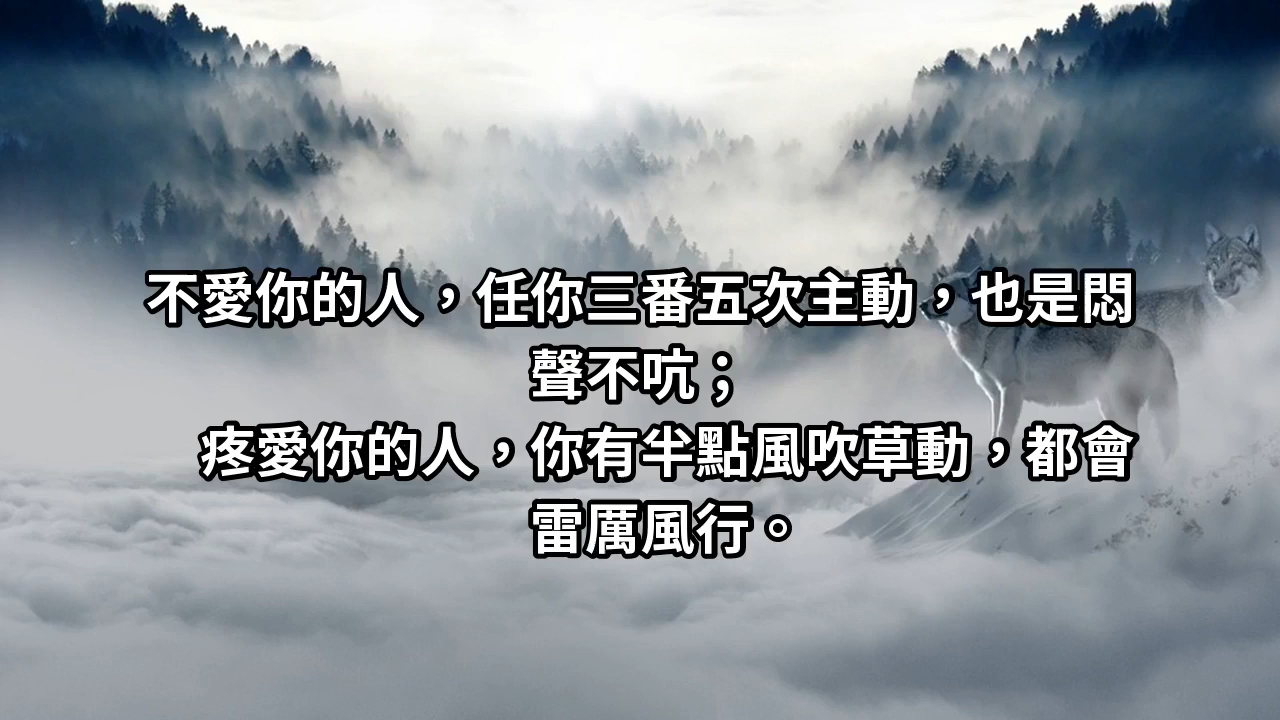 不愛你的人，任你三番五次主動，也是悶
聲不吭；
疼愛你的人，你有半點風吹草動，都會
雷厲風行。